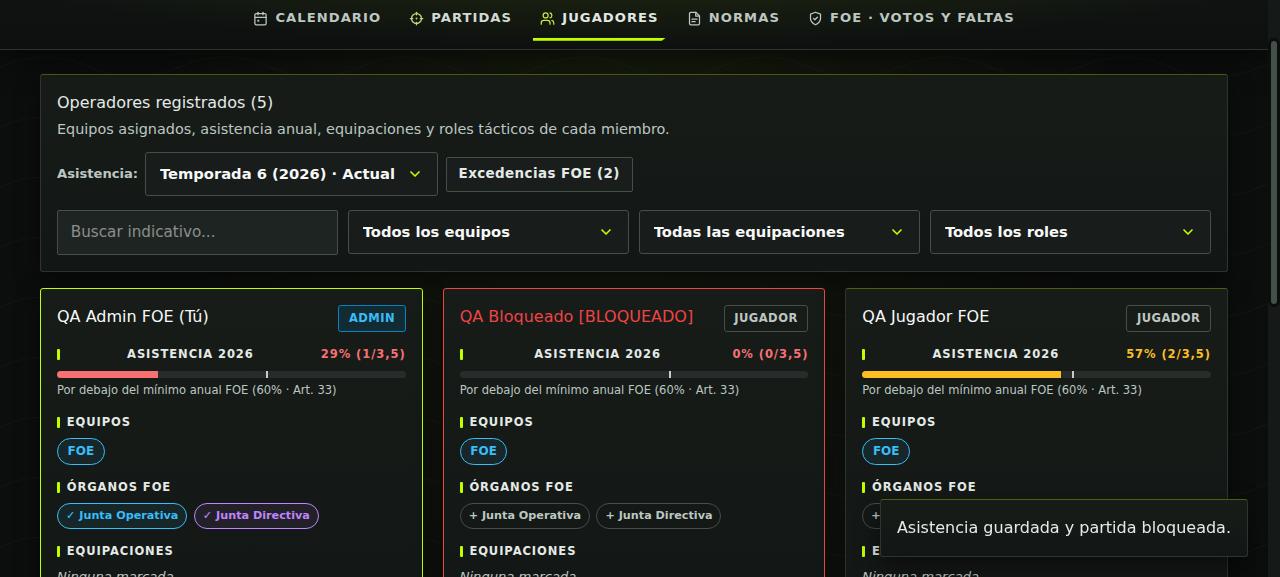 CALENDARIO PARTIDAS JUGADORES NORMAS FOE · VOTOS Y FALTAS
Operadores registrados (5)
Equipos asignados, asistencia anual, equipaciones y roles tácticos de cada miembro.
Asistencia: Temporada 6 (2026) · Actual Excedencias FOE (2)
Buscar indicativo... Todos los equipos Todas las equipaciones Todos los roles
QA Admin FOE (Tú) ADMIN
ASISTENCIA 2026 29% (1/3,5)
Por debajo del mínimo anual FOE (60% · Art. 33)
EQUIPOS
FOE
ÓRGANOS FOE
✓ Junta Operativa ✓ Junta Directiva
EQUIPACIONES
Ninguna marcada
QA Bloqueado [BLOQUEADO] JUGADOR
ASISTENCIA 2026 0% (0/3,5)
Por debajo del mínimo anual FOE (60% · Art. 33)
EQUIPOS
FOE
ÓRGANOS FOE
+ Junta Operativa + Junta Directiva
EQUIPACIONES
Ninguna marcada
QA Jugador FOE JUGADOR
ASISTENCIA 2026 57% (2/3,5)
Por debajo del mínimo anual FOE (60% · Art. 33)
EQUIPOS
FOE
ÓRGANOS FOE
+
E
Asistencia guardada y partida bloqueada.